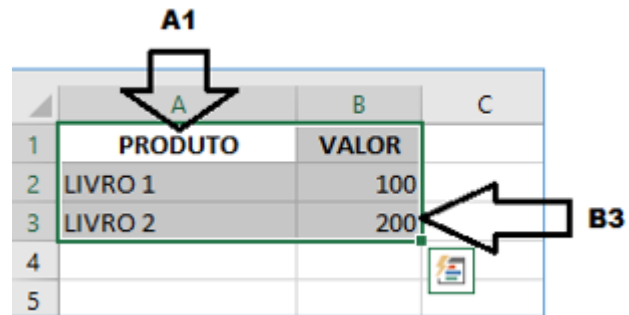 A1
A B C
1 PRODUTO VALOR
2 LIVRO 1 100
3 LIVRO 2 200
B3
4
5